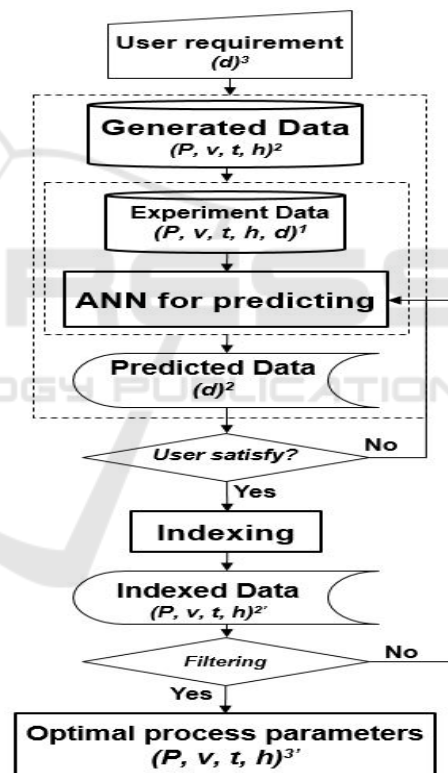 User requirement
(d)³
Generated Data
(P, v, t, h)²
Experiment Data
(P, v, t, h, d)¹
ANN for predicting
Predicted Data
(d)²
User satisfy?
No
Yes
Indexing
Indexed Data
(P, v, t, h)²'
Filtering
No
Yes
Optimal process parameters
(P, v, t, h)³'